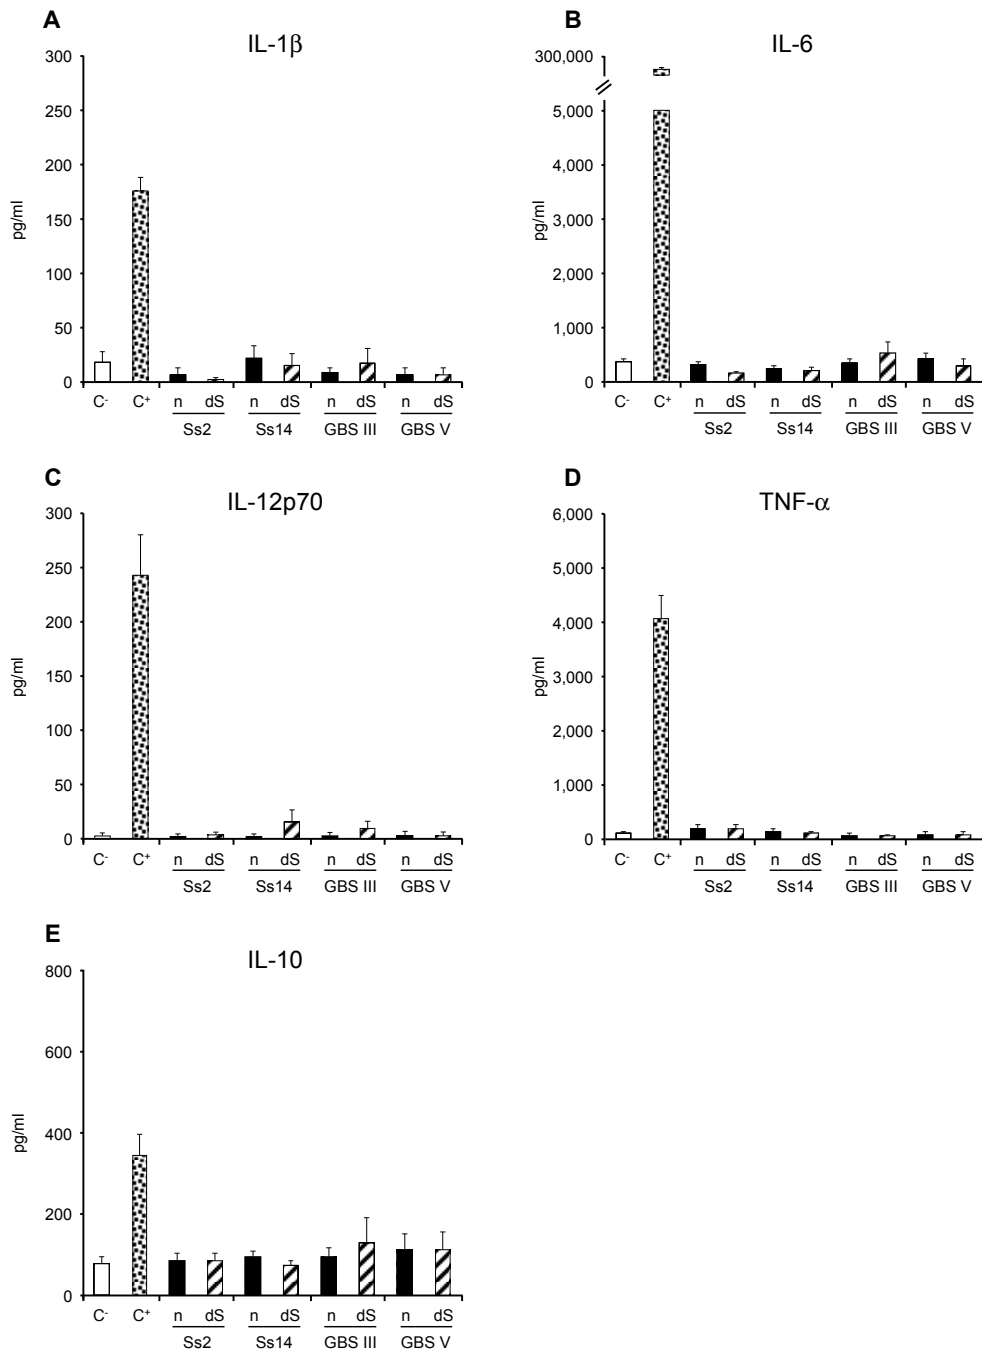 A
IL-1β
300
250
200
150
100
50
0
pg/ml
C- C+ n dS n dS n dS n dS
Ss2 Ss14 GBS III GBS V
B
IL-6
300,000
5,000
4,000
3,000
2,000
1,000
0
pg/ml
C- C+ n dS n dS n dS n dS
Ss2 Ss14 GBS III GBS V
C
IL-12p70
300
250
200
150
100
50
0
pg/ml
C- C+ n dS n dS n dS n dS
Ss2 Ss14 GBS III GBS V
D
TNF-α
6,000
5,000
4,000
3,000
2,000
1,000
0
pg/ml
C- C+ n dS n dS n dS n dS
Ss2 Ss14 GBS III GBS V
E
IL-10
800
600
400
200
0
pg/ml
C- C+ n dS n dS n dS n dS
Ss2 Ss14 GBS III GBS V